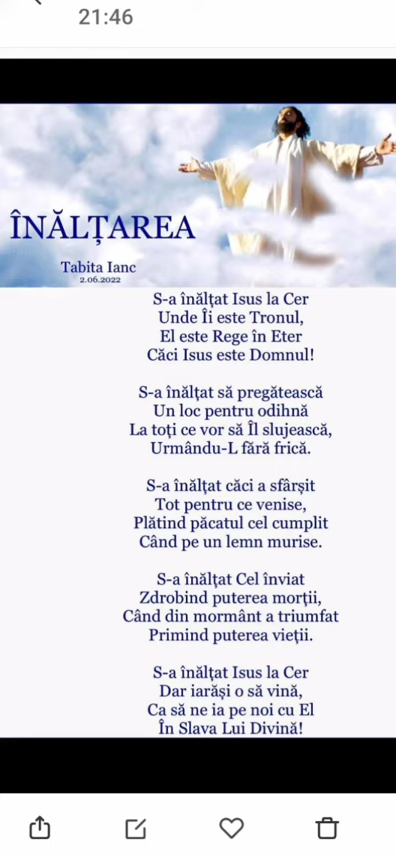 21:46
ÎNĂLȚAREA
Tabita Ianc
2.06.2022
S-a înălțat Isus la Cer
Unde Îi este Tronul,
El este Rege în Eter
Căci Isus este Domnul!
S-a înălțat să pregătească
Un loc pentru odihnă
La toți ce vor să Îl slujească,
Urmându-L fără frică.
S-a înălțat căci a sfârșit
Tot pentru ce venise,
Plătind păcatul cel cumplit
Când pe un lemn murise.
S-a înălțat Cel înviat
Zdrobind puterea morții,
Când din mormânt a triumfat
Primind puterea vieții.
S-a înălțat Isus la Cer
Dar iarăși o să vină,
Ca să ne ia pe noi cu El
În Slava Lui Divină!